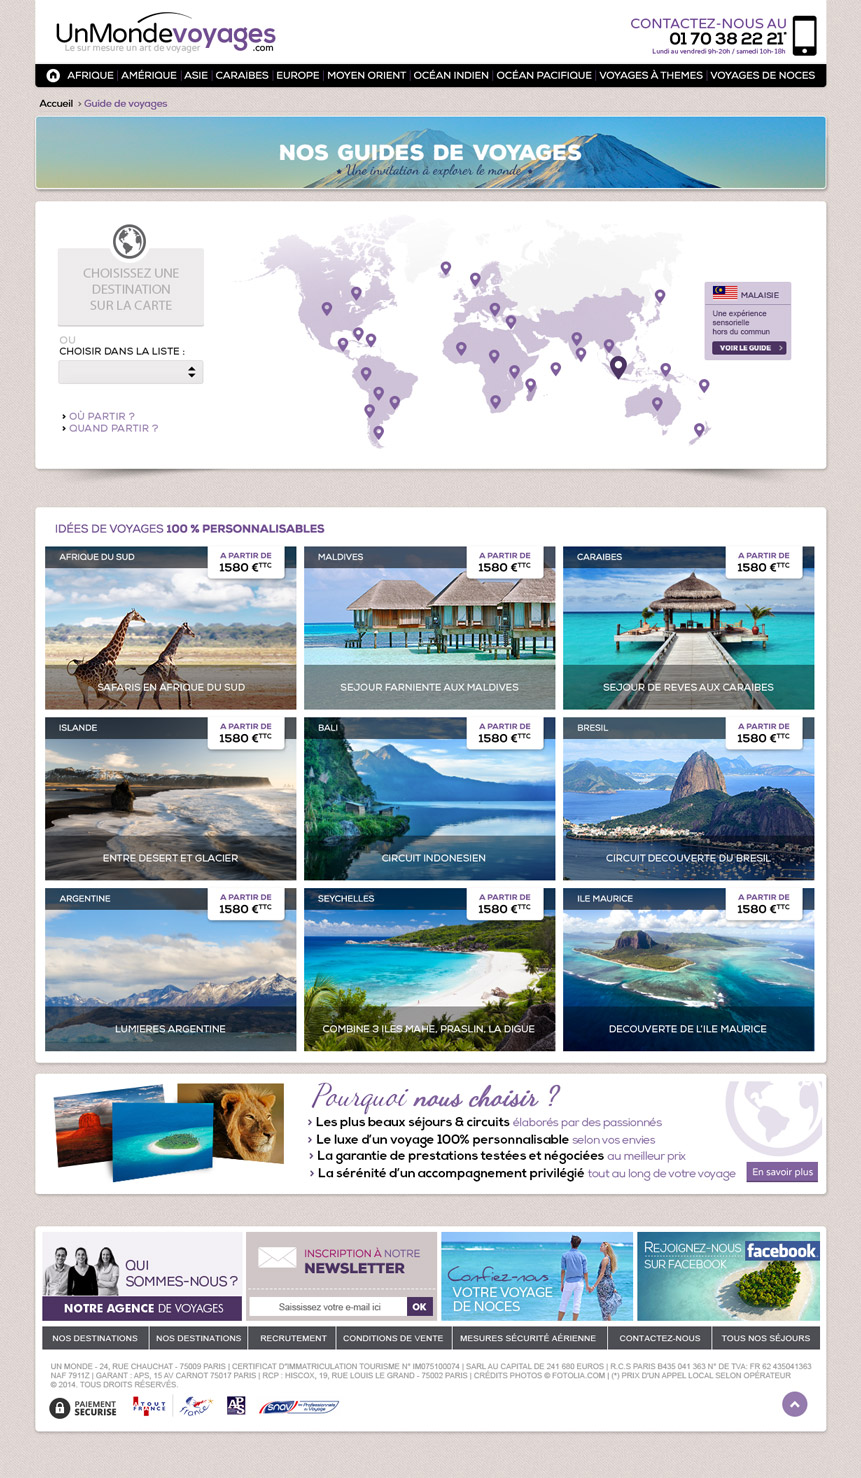 UnMondevoyages
.com
Le sur mesure un art de voyager
CONTACTEZ-NOUS AU
01 70 38 22 21*
Lundi au vendredi 9h-20h / samedi 10h-18h
AFRIQUE | AMÉRIQUE | ASIE | CARAIBES | EUROPE | MOYEN ORIENT | OCÉAN INDIEN | OCÉAN PACIFIQUE | VOYAGES À THEMES | VOYAGES DE NOCES
Accueil › Guide de voyages
NOS GUIDES DE VOYAGES
Une invitation à explorer le monde
CHOISISSEZ UNE
DESTINATION
SUR LA CARTE
OU
CHOISIR DANS LA LISTE :
› OÙ PARTIR ?
› QUAND PARTIR ?
MALAISIE
Une expérience
sensorielle
hors du commun
VOIR LE GUIDE >
IDÉES DE VOYAGES 100 % PERSONNALISABLES
AFRIQUE DU SUD
A PARTIR DE
1580 €TTC
SAFARIS EN AFRIQUE DU SUD
MALDIVES
A PARTIR DE
1580 €TTC
SEJOUR FARNIENTE AUX MALDIVES
CARAIBES
A PARTIR DE
1580 €TTC
SEJOUR DE REVES AUX CARAIBES
ISLANDE
A PARTIR DE
1580 €TTC
ENTRE DESERT ET GLACIER
BALI
A PARTIR DE
1580 €TTC
CIRCUIT INDONESIEN
BRESIL
A PARTIR DE
1580 €TTC
CIRCUIT DECOUVERTE DU BRESIL
ARGENTINE
A PARTIR DE
1580 €TTC
LUMIERES ARGENTINE
SEYCHELLES
A PARTIR DE
1580 €TTC
COMBINE 3 ILES MAHE, PRASLIN, LA DIGUE
ILE MAURICE
A PARTIR DE
1580 €TTC
DECOUVERTE DE L'ILE MAURICE
Pourquoi nous choisir ?
› Les plus beaux séjours & circuits élaborés par des passionnés
› Le luxe d'un voyage 100% personnalisable selon vos envies
› La garantie de prestations testées et négociées au meilleur prix
› La sérénité d'un accompagnement privilégié tout au long de votre voyage
En savoir plus
QUI
SOMMES-NOUS ?
NOTRE AGENCE DE VOYAGES
INSCRIPTION À NOTRE
NEWSLETTER
Saississez votre e-mail ici
OK
Confiez-nous
VOTRE VOYAGE
DE NOCES
REJOIGNEZ-NOUS facebook
SUR FACEBOOK
NOS DESTINATIONS
NOS DESTINATIONS
RECRUTEMENT
CONDITIONS DE VENTE
MESURES SÉCURITÉ AÉRIENNE
CONTACTEZ-NOUS
TOUS NOS SÉJOURS
UN MONDE - 24, RUE CHAUCHAT - 75009 PARIS | CERTIFICAT D"IMMATRICULATION TOURISME N° IM075100074 | SARL AU CAPITAL DE 241 680 EUROS | R.C.S PARIS B435 041 363 N° DE TVA: FR 62 435041363
NAF 7911Z | GARANT : APS, 15 AV CARNOT 75017 PARIS | RCP : HISCOX, 19, RUE LOUIS LE GRAND - 75002 PARIS | CRÉDITS PHOTOS © FOTOLIA.COM | (*) PRIX D'UN APPEL LOCAL SELON OPÉRATEUR
© 2014. TOUS DROITS RÉSERVÉS.
PAIEMENT
SECURISE
ATOUT
FRANCE
france
APS
snav